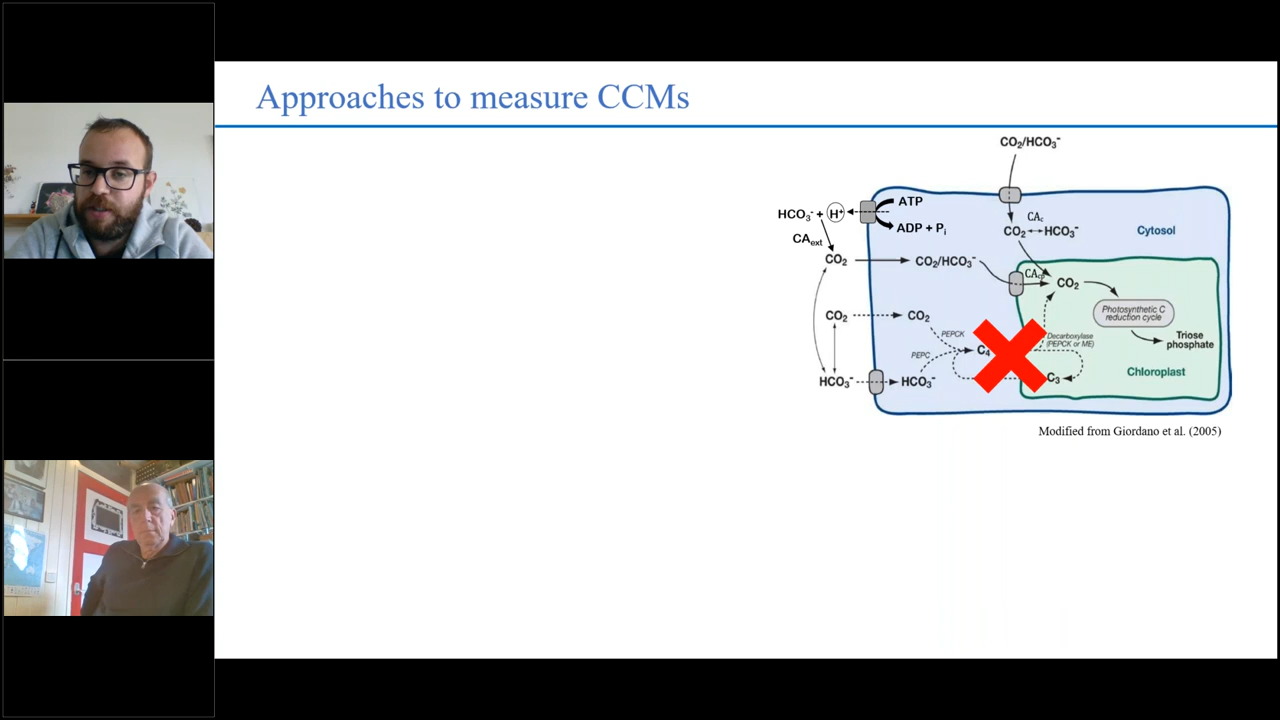 Approaches to measure CCMs
CO₂/HCO₃⁻
ATP
HCO₃⁻ + H⁺
ADP + Pᵢ
CAₑₓₜ
CA꜀
CO₂ HCO₃⁻
Cytosol
CO₂
CO₂/HCO₃⁻
CO₂
Photosynthetic C
reduction cycle
CO₂
CO₂
PEPCK
Decarboxylase
(PEPCK or ME)
Triose
phosphate
PEPC
C₄
HCO₃⁻
HCO₃⁻
C₃
Chloroplast
Modified from Giordano et al. (2005)